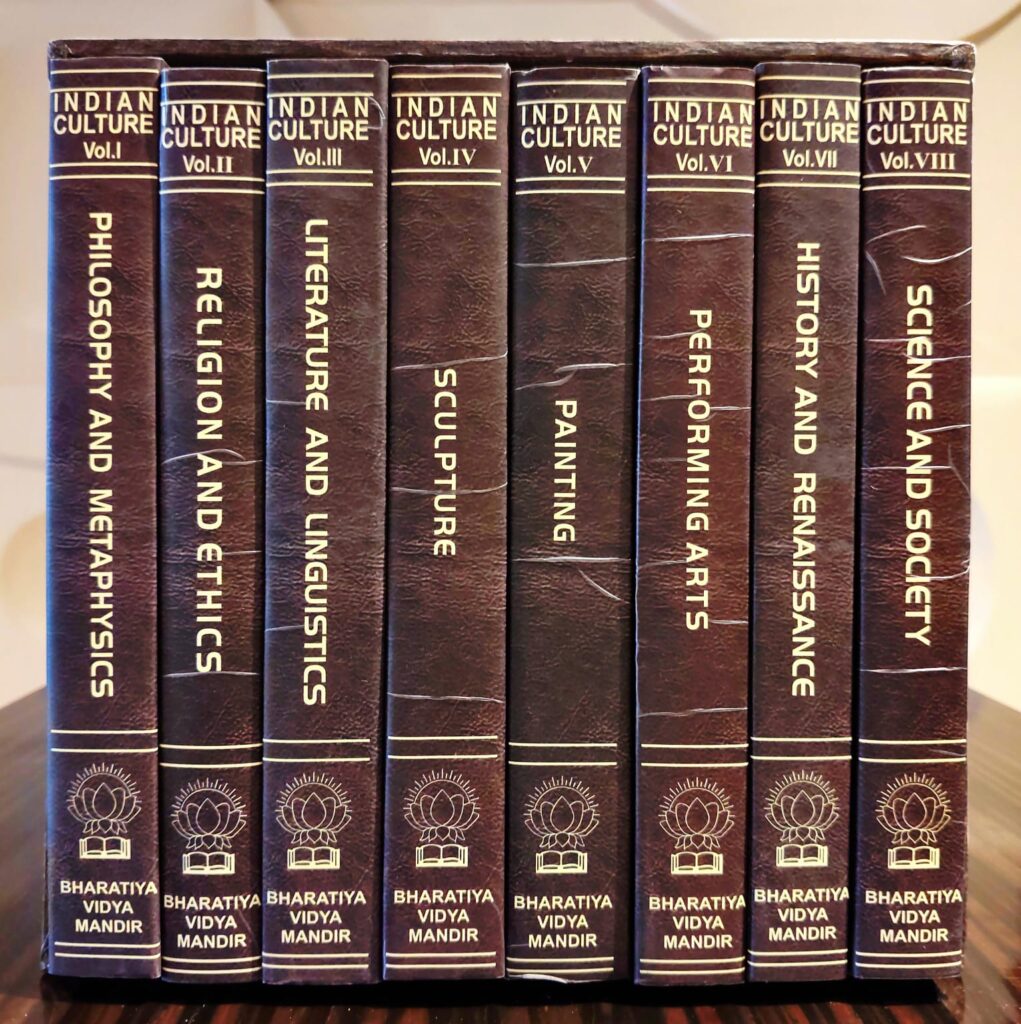 INDIAN
CULTURE
Vol.I
PHILOSOPHY AND METAPHYSICS
BHARATIYA
VIDYA
MANDIR
INDIAN
CULTURE
Vol.II
RELIGION AND ETHICS
BHARATIYA
VIDYA
MANDIR
INDIAN
CULTURE
Vol.III
LITERATURE AND LINGUISTICS
BHARATIYA
VIDYA
MANDIR
INDIAN
CULTURE
Vol.IV
SCULPTURE
BHARATIYA
VIDYA
MANDIR
INDIAN
CULTURE
Vol.V
PAINTING
BHARATIYA
VIDYA
MANDIR
INDIAN
CULTURE
Vol.VI
PERFORMING ARTS
BHARATIYA
VIDYA
MANDIR
INDIAN
CULTURE
Vol.VII
HISTORY AND RENAISSANCE
BHARATIYA
VIDYA
MANDIR
INDIAN
CULTURE
Vol.VIII
SCIENCE AND SOCIETY
BHARATIYA
VIDYA
MANDIR